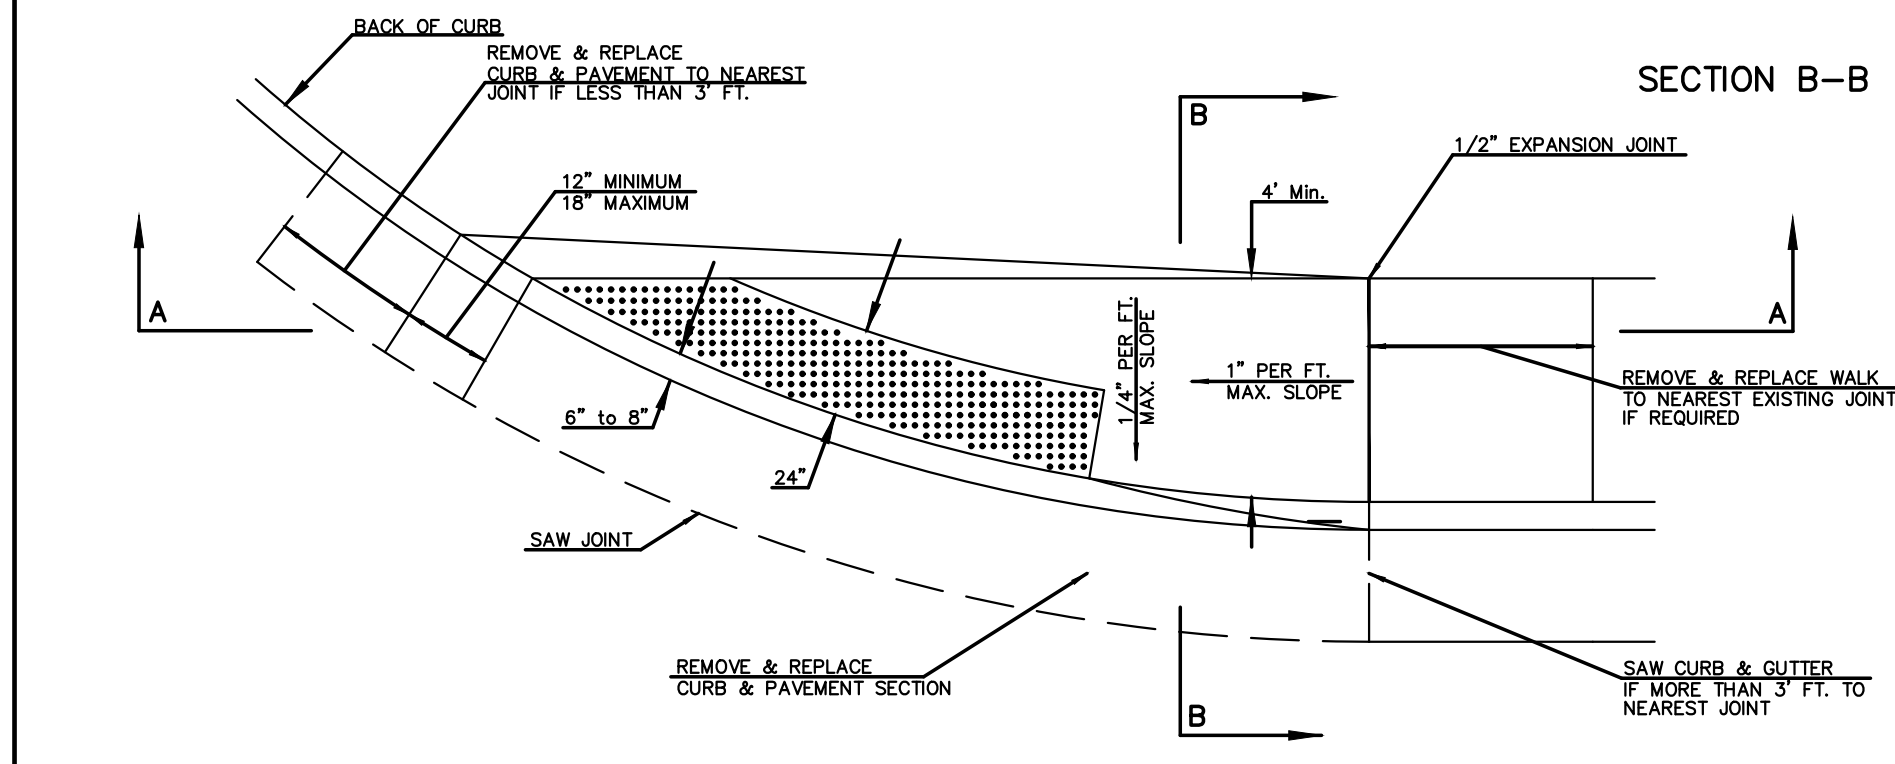 BACK OF CURB
REMOVE & REPLACE
CURB & PAVEMENT TO NEAREST
JOINT IF LESS THAN 3' FT.
SECTION B-B
B
1/2" EXPANSION JOINT
12" MINIMUM
18" MAXIMUM
4' Min.
A
A
1/4" PER FT.
MAX. SLOPE
1" PER FT.
MAX. SLOPE
REMOVE & REPLACE WALK
TO NEAREST EXISTING JOINT
IF REQUIRED
6" to 8"
24"
SAW JOINT
REMOVE & REPLACE
CURB & PAVEMENT SECTION
SAW CURB & GUTTER
IF MORE THAN 3' FT. TO
NEAREST JOINT
B